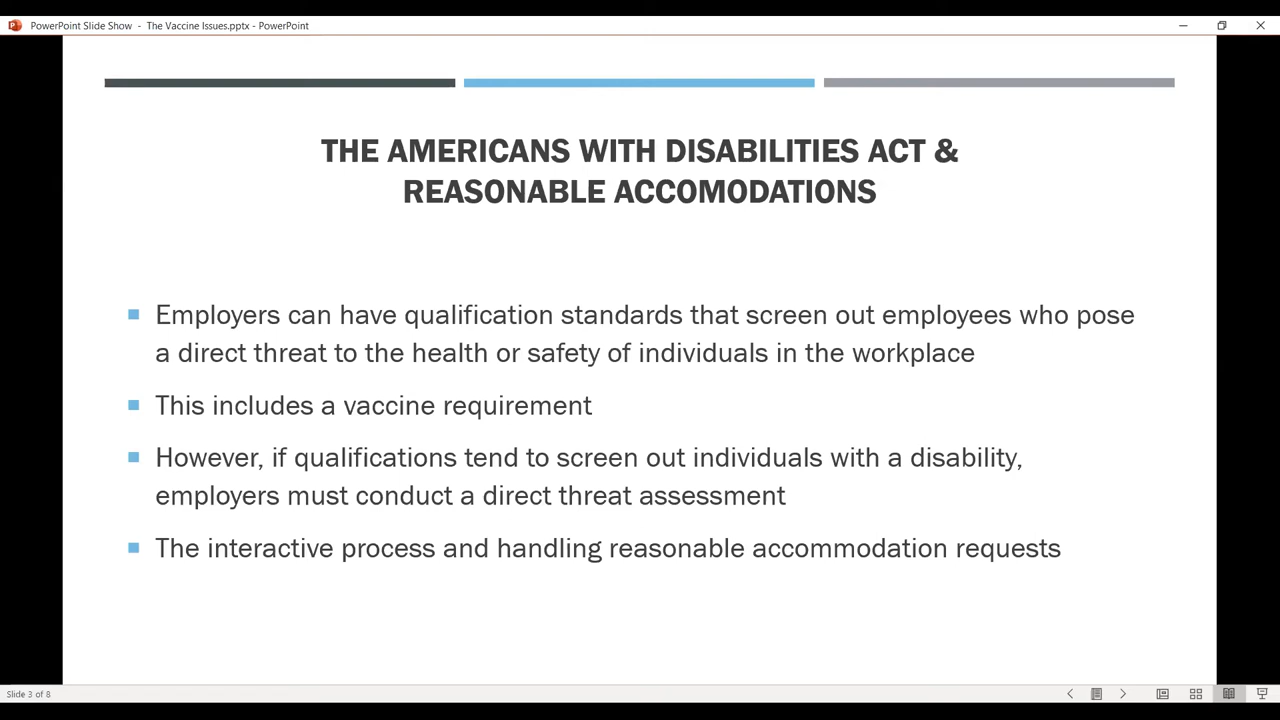 PowerPoint Slide Show - The Vaccine Issues.pptx - PowerPoint
THE AMERICANS WITH DISABILITIES ACT &
REASONABLE ACCOMODATIONS
Employers can have qualification standards that screen out employees who pose
a direct threat to the health or safety of individuals in the workplace
This includes a vaccine requirement
However, if qualifications tend to screen out individuals with a disability,
employers must conduct a direct threat assessment
The interactive process and handling reasonable accommodation requests
Slide 3 of 8